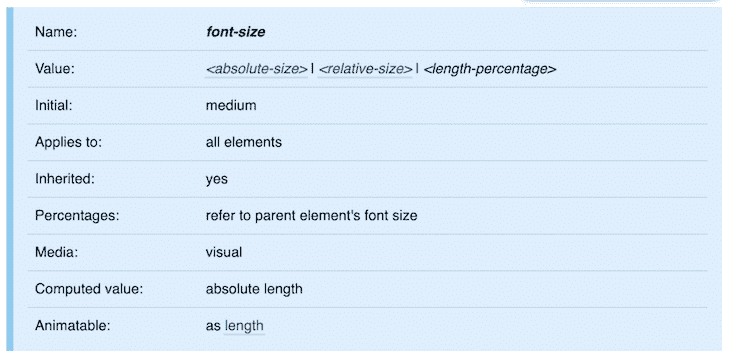 Name: font-size
Value: <absolute-size> | <relative-size> | <length-percentage>
Initial: medium
Applies to: all elements
Inherited: yes
Percentages: refer to parent element's font size
Media: visual
Computed value: absolute length
Animatable: as length